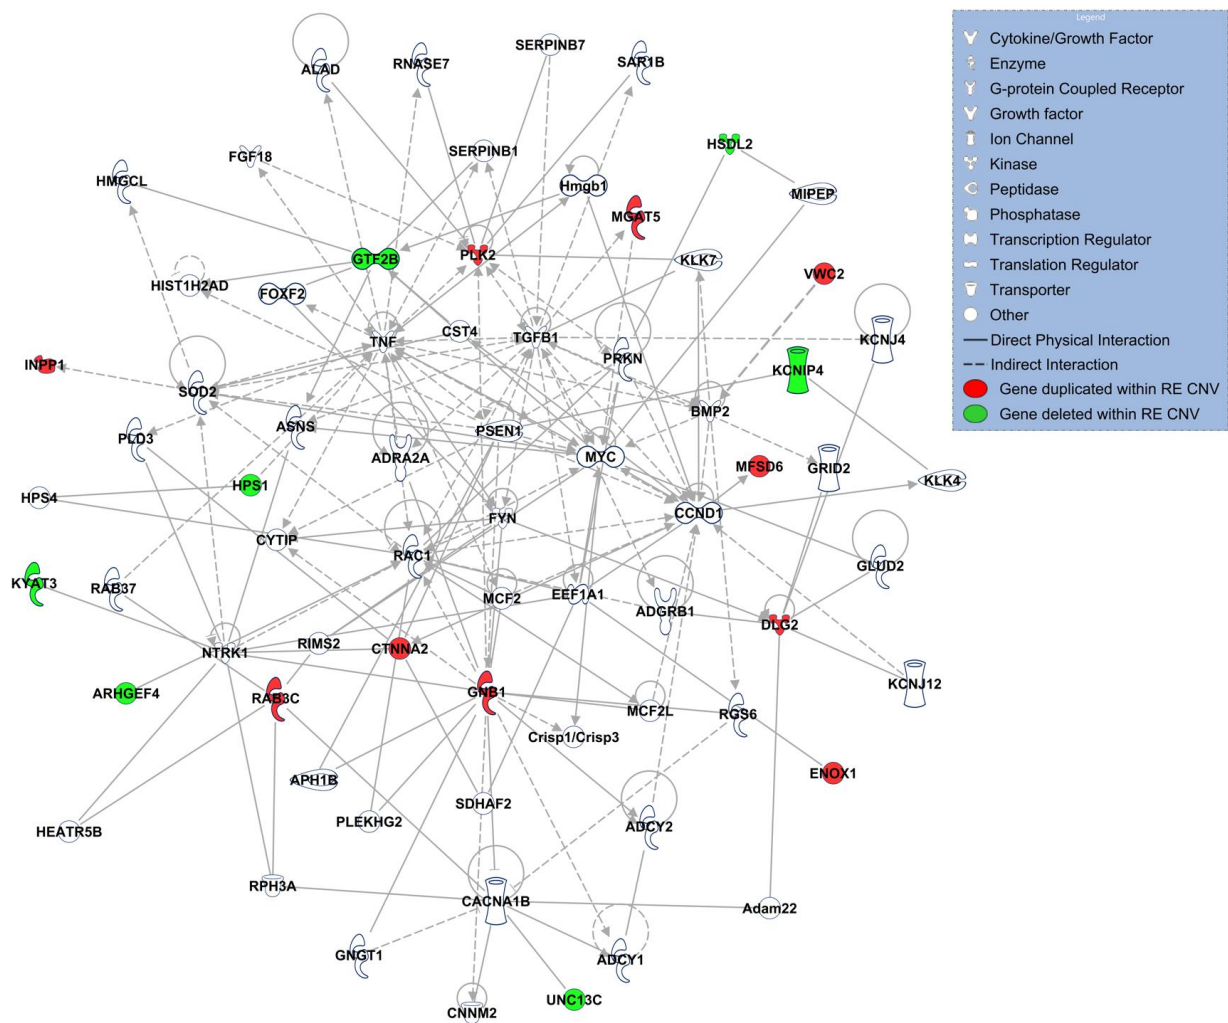 Legend
Cytokine/Growth Factor
Enzyme
G-protein Coupled Receptor
Growth factor
Ion Channel
Kinase
Peptidase
Phosphatase
Transcription Regulator
Translation Regulator
Transporter
Other
Direct Physical Interaction
Indirect Interaction
Gene duplicated within RE CNV
Gene deleted within RE CNV
SERPINB7
ALAD
RNASE7
SAR1B
HSDL2
SERPINB1
FGF18
HMGCL
Hmgb1
MIPEP
MGAT5
GTF2B
PLK2
KLK7
VWC2
HIST1H2AD
FOXF2
CST4
TNF
TGFB1
PRKN
KCNJ4
INPP1
KCNIP4
SOD2
BMP2
ASNS
PSEN1
PLD3
ADRA2A
MYC
MFSD6
GRID2
KLK4
HPS1
HPS4
CCND1
FYN
CYTIP
RAC1
GLUD2
KYAT3
RAB37
MCF2
EEF1A1
ADGRB1
DLG2
NTRK1
RIMS2
CTNNA2
KCNJ12
ARHGEF4
RAB3C
GNB1
MCF2L
RGS6
Crisp1/Crisp3
ENOX1
APH1B
SDHAF2
PLEKHG2
ADCY2
HEATR5B
RPH3A
CACNA1B
Adam22
GNGT1
ADCY1
UNC13C
CNNM2